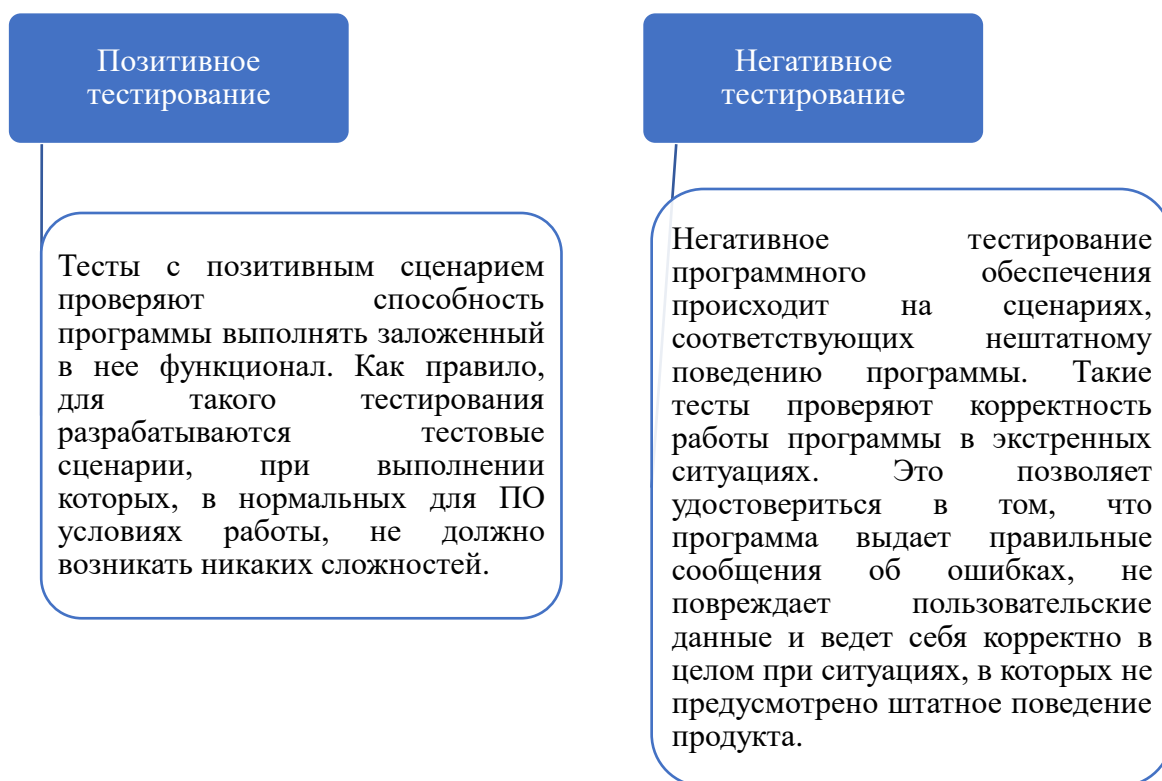 Позитивное
тестирование
Тесты с позитивным сценарием
проверяют способность
программы выполнять заложенный
в нее функционал. Как правило,
для такого тестирования
разрабатываются тестовые
сценарии, при выполнении
которых, в нормальных для ПО
условиях работы, не должно
возникать никаких сложностей.
Негативное
тестирование
Негативное тестирование
программного обеспечения
происходит на сценариях,
соответствующих нештатному
поведению программы. Такие
тесты проверяют корректность
работы программы в экстренных
ситуациях. Это позволяет
удостовериться в том, что
программа выдает правильные
сообщения об ошибках, не
повреждает пользовательские
данные и ведет себя корректно в
целом при ситуациях, в которых не
предусмотрено штатное поведение
продукта.